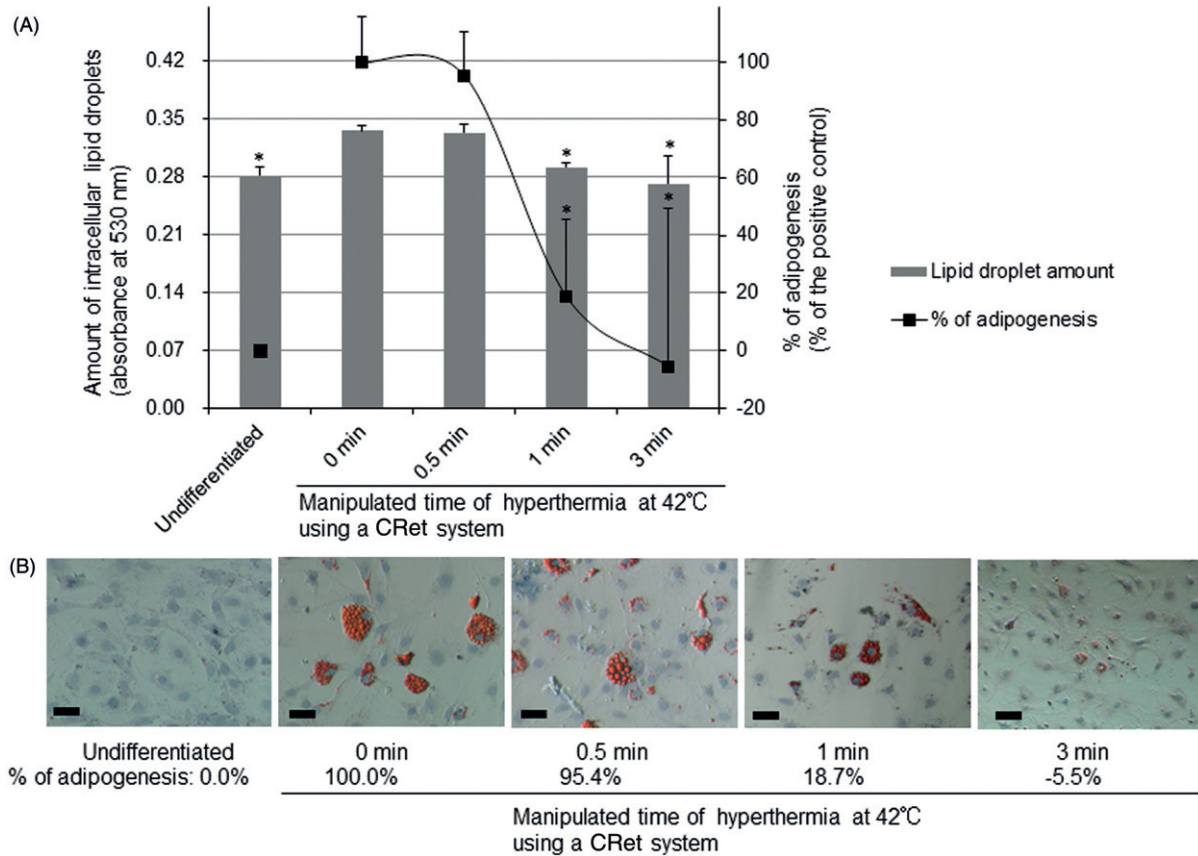 (A)
Amount of intracellular lipid droplets
(absorbance at 530 nm)
0.42
0.35
0.28
0.21
0.14
0.07
0.00
*
*
*
*
*
100
80
60
40
20
0
-20
% of adipogenesis
(% of the positive control)
Lipid droplet amount
% of adipogenesis
Undifferentiated
0 min
0.5 min
1 min
3 min
Manipulated time of hyperthermia at 42℃
using a CRet system
(B)
Undifferentiated 0 min 0.5 min 1 min 3 min
% of adipogenesis: 0.0% 100.0% 95.4% 18.7% -5.5%
Manipulated time of hyperthermia at 42℃
using a CRet system